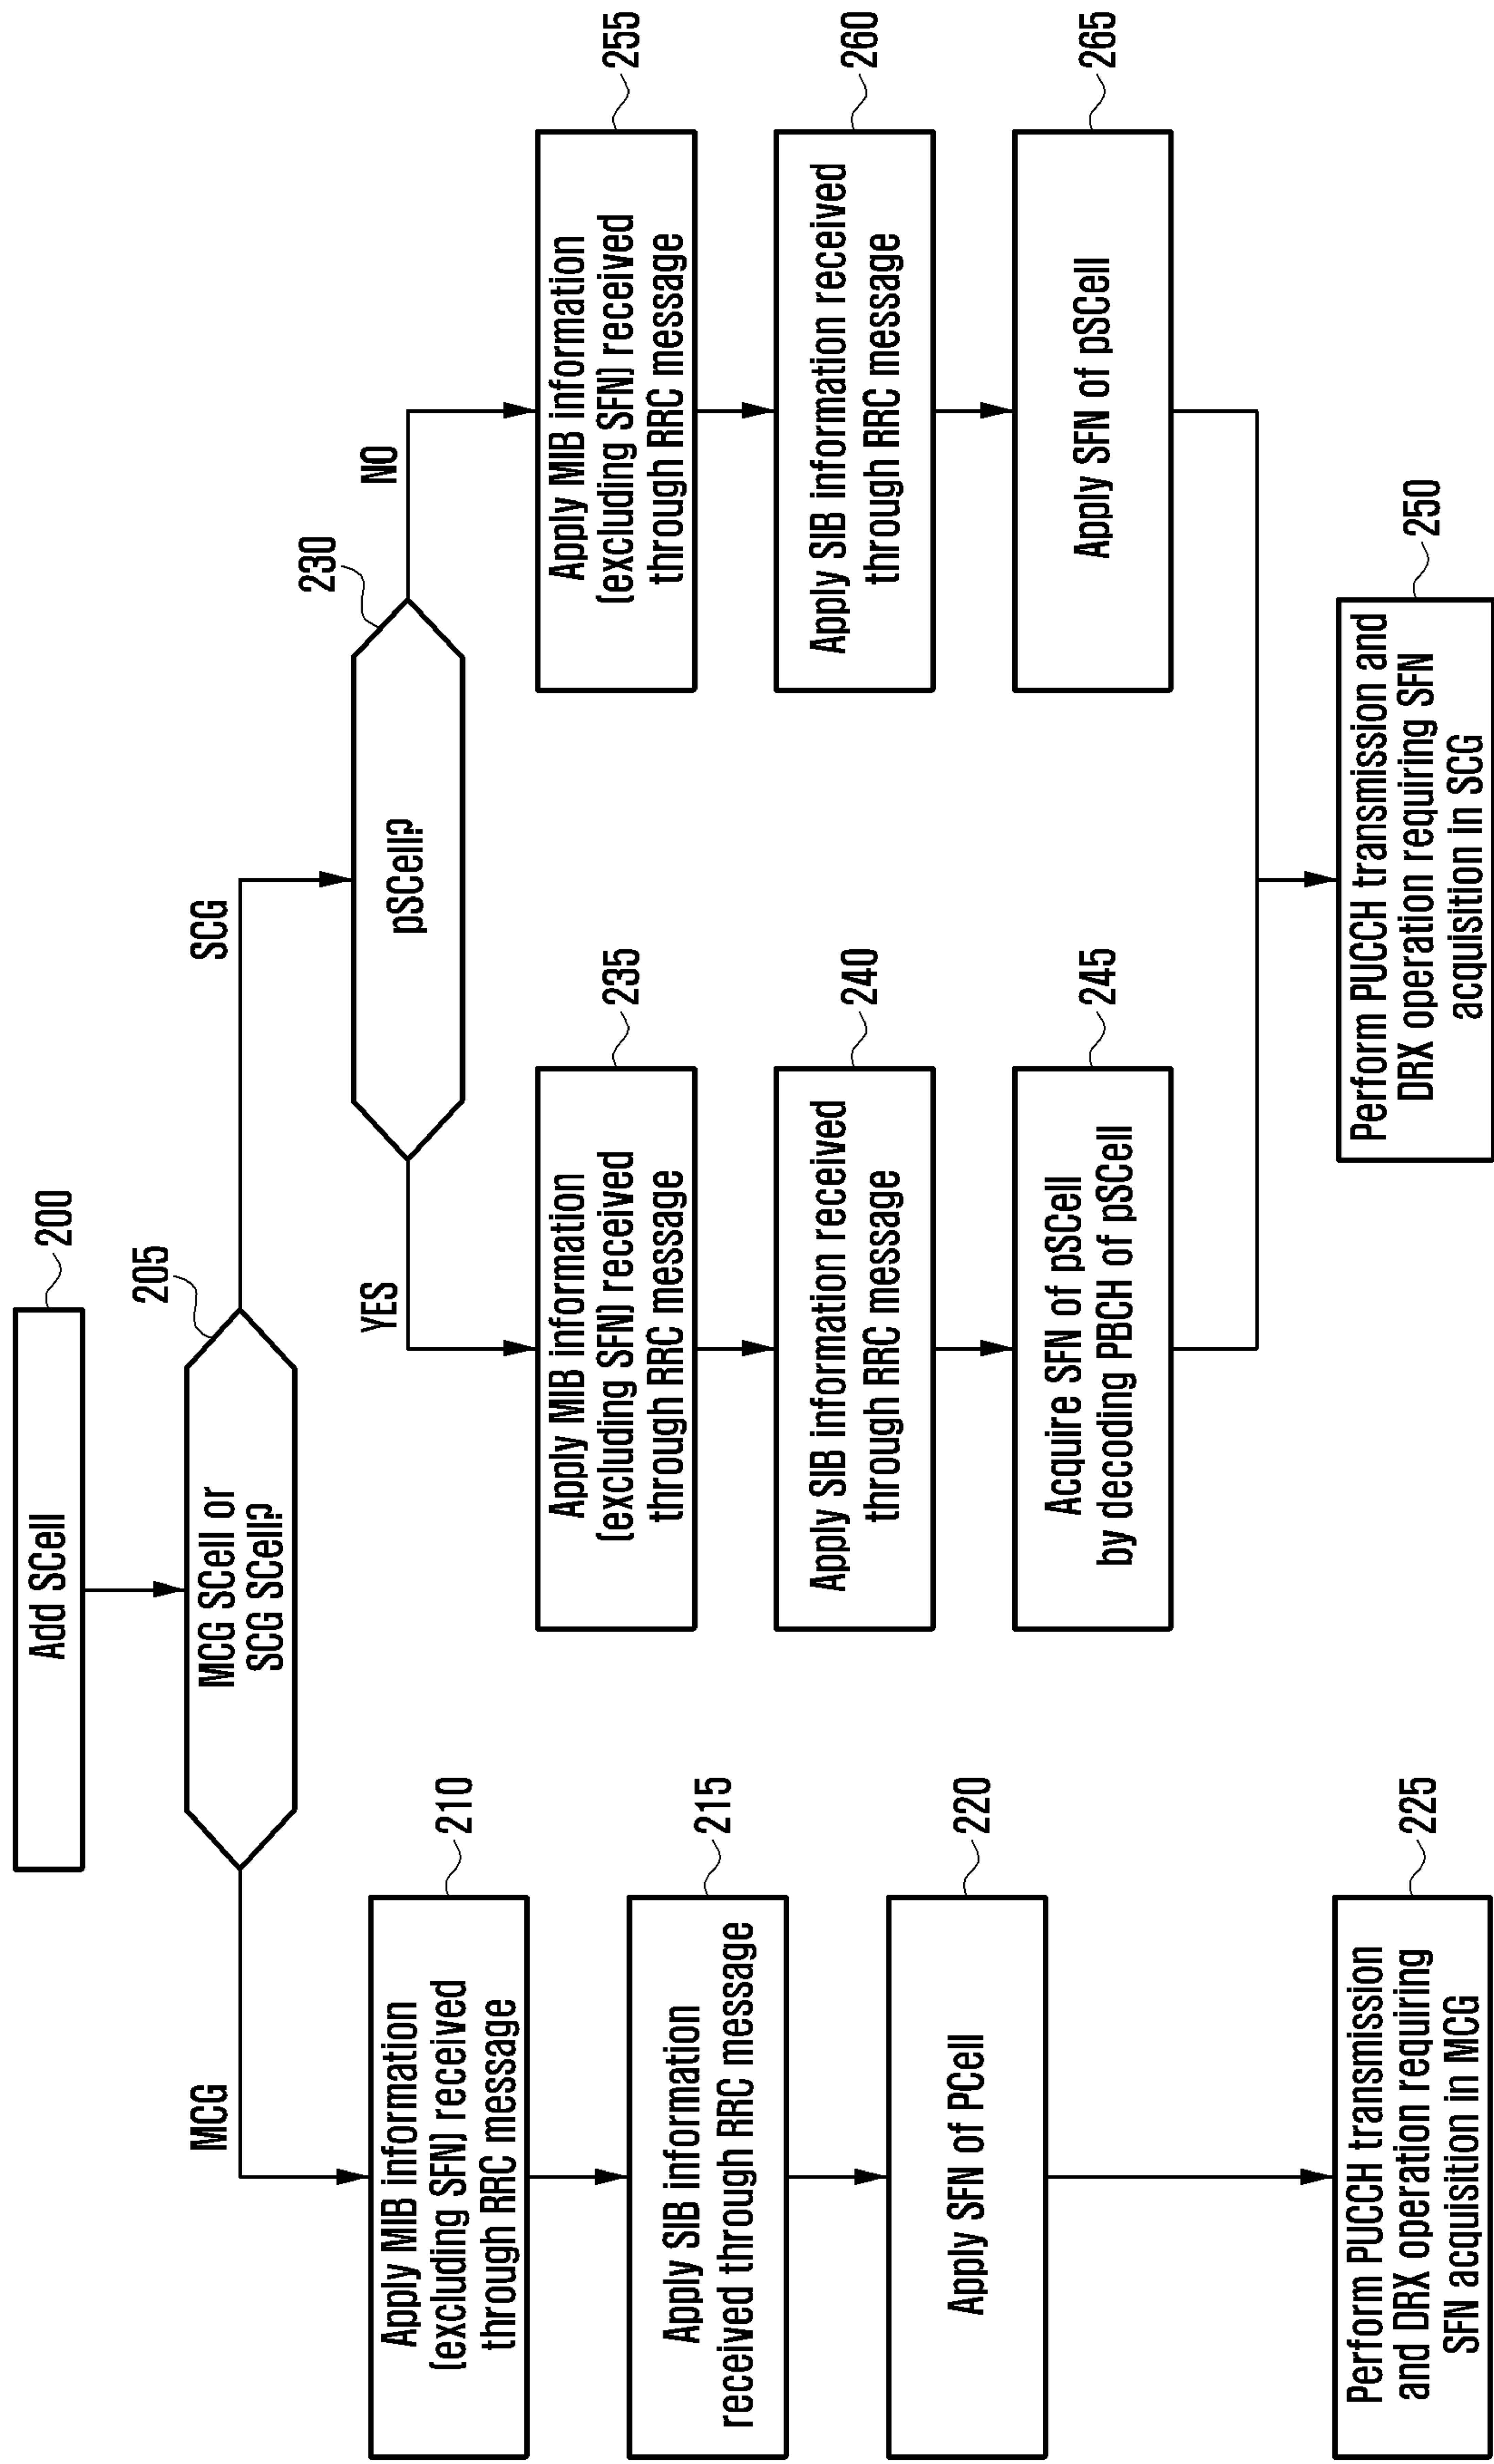 Add SCell
200
MCG SCell or
SCG SCell?
205
MCG
SCG
Apply MIB information
(excluding SFN) received
through RRC message
210
Apply SIB information
received through RRC message
215
Apply SFN of PCell
220
Perform PUCCH transmission
and DRX operation requiring
SFN acquisition in MCG
225
pSCell?
230
YES
NO
Apply MIB information
(excluding SFN) received
through RRC message
235
Apply SIB information received
through RRC message
240
Acquire SFN of pSCell
by decoding PBCH of pSCell
245
Apply MIB information
(excluding SFN) received
through RRC message
255
Apply SIB information received
through RRC message
260
Apply SFN of pSCell
265
Perform PUCCH transmission and
DRX operation requiring SFN
acquisition in SCG
250